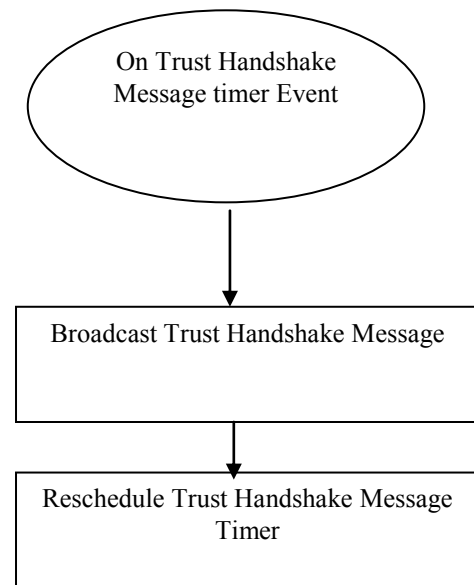 On Trust Handshake
Message timer Event
Broadcast Trust Handshake Message
Reschedule Trust Handshake Message
Timer